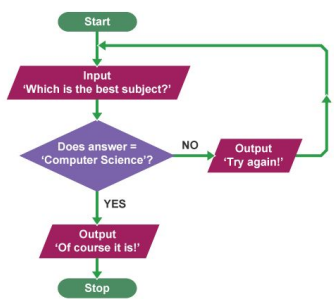 Start
Input
'Which is the best subject?'
Does answer =
'Computer Science'?
NO
Output
'Try again!'
YES
Output
'Of course it is!'
Stop